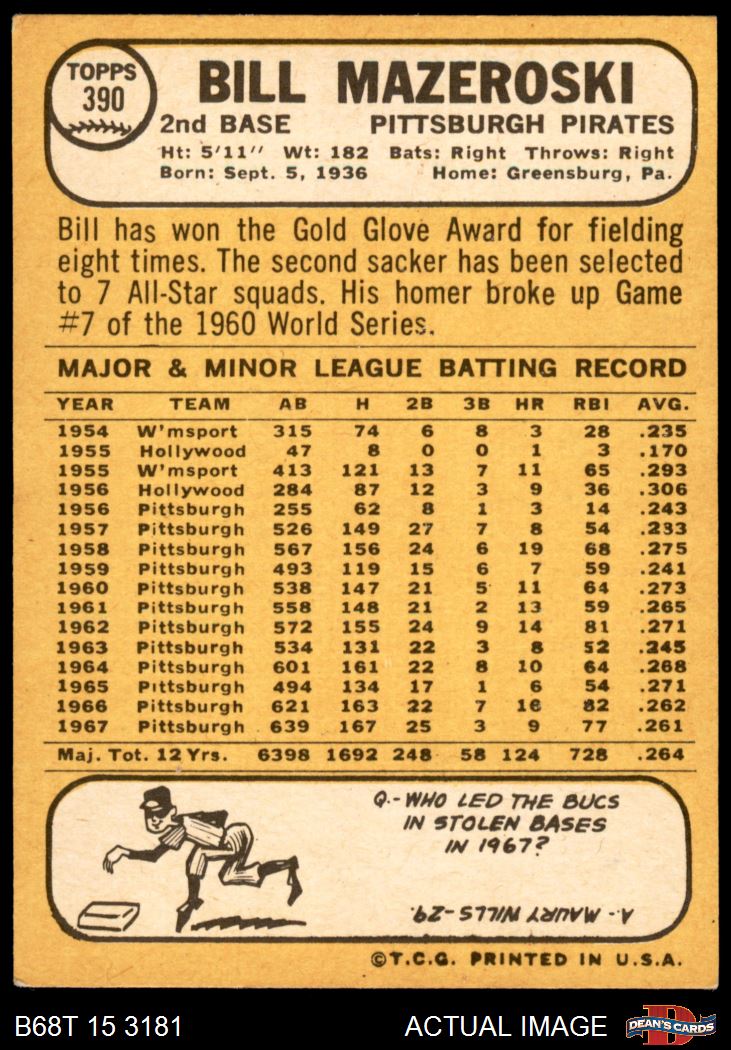 TOPPS
390
BILL MAZEROSKI
2nd BASE PITTSBURGH PIRATES
Ht: 5'11" Wt: 182 Bats: Right Throws: Right
Born: Sept. 5, 1936 Home: Greensburg, Pa.
Bill has won the Gold Glove Award for fielding
eight times. The second sacker has been selected
to 7 All-Star squads. His homer broke up Game
#7 of the 1960 World Series.
MAJOR & MINOR LEAGUE BATTING RECORD
YEAR TEAM AB H 2B 3B HR RBI AVG.
1954 W'msport 315 74 6 8 3 28 .235
1955 Hollywood 47 8 0 0 1 3 .170
1955 W'msport 413 121 13 7 11 65 .293
1956 Hollywood 284 87 12 3 9 36 .306
1956 Pittsburgh 255 62 8 1 3 14 .243
1957 Pittsburgh 526 149 27 7 8 54 .233
1958 Pittsburgh 567 156 24 6 19 68 .275
1959 Pittsburgh 493 119 15 6 7 59 .241
1960 Pittsburgh 538 147 21 5 11 64 .273
1961 Pittsburgh 558 148 21 2 13 59 .265
1962 Pittsburgh 572 155 24 9 14 81 .271
1963 Pittsburgh 534 131 22 3 8 52 .245
1964 Pittsburgh 601 161 22 8 10 64 .268
1965 Pittsburgh 494 134 17 1 6 54 .271
1966 Pittsburgh 621 163 22 7 16 82 .262
1967 Pittsburgh 639 167 25 3 9 77 .261
Maj. Tot. 12 Yrs. 6398 1692 248 58 124 728 .264
Q.-WHO LED THE BUCS
IN STOLEN BASES
IN 1967?
A.-MAURY WILLS-29.
©T.C.G. PRINTED IN U.S.A.
B68T 15 3181 ACTUAL IMAGE
DEAN'S CARDS